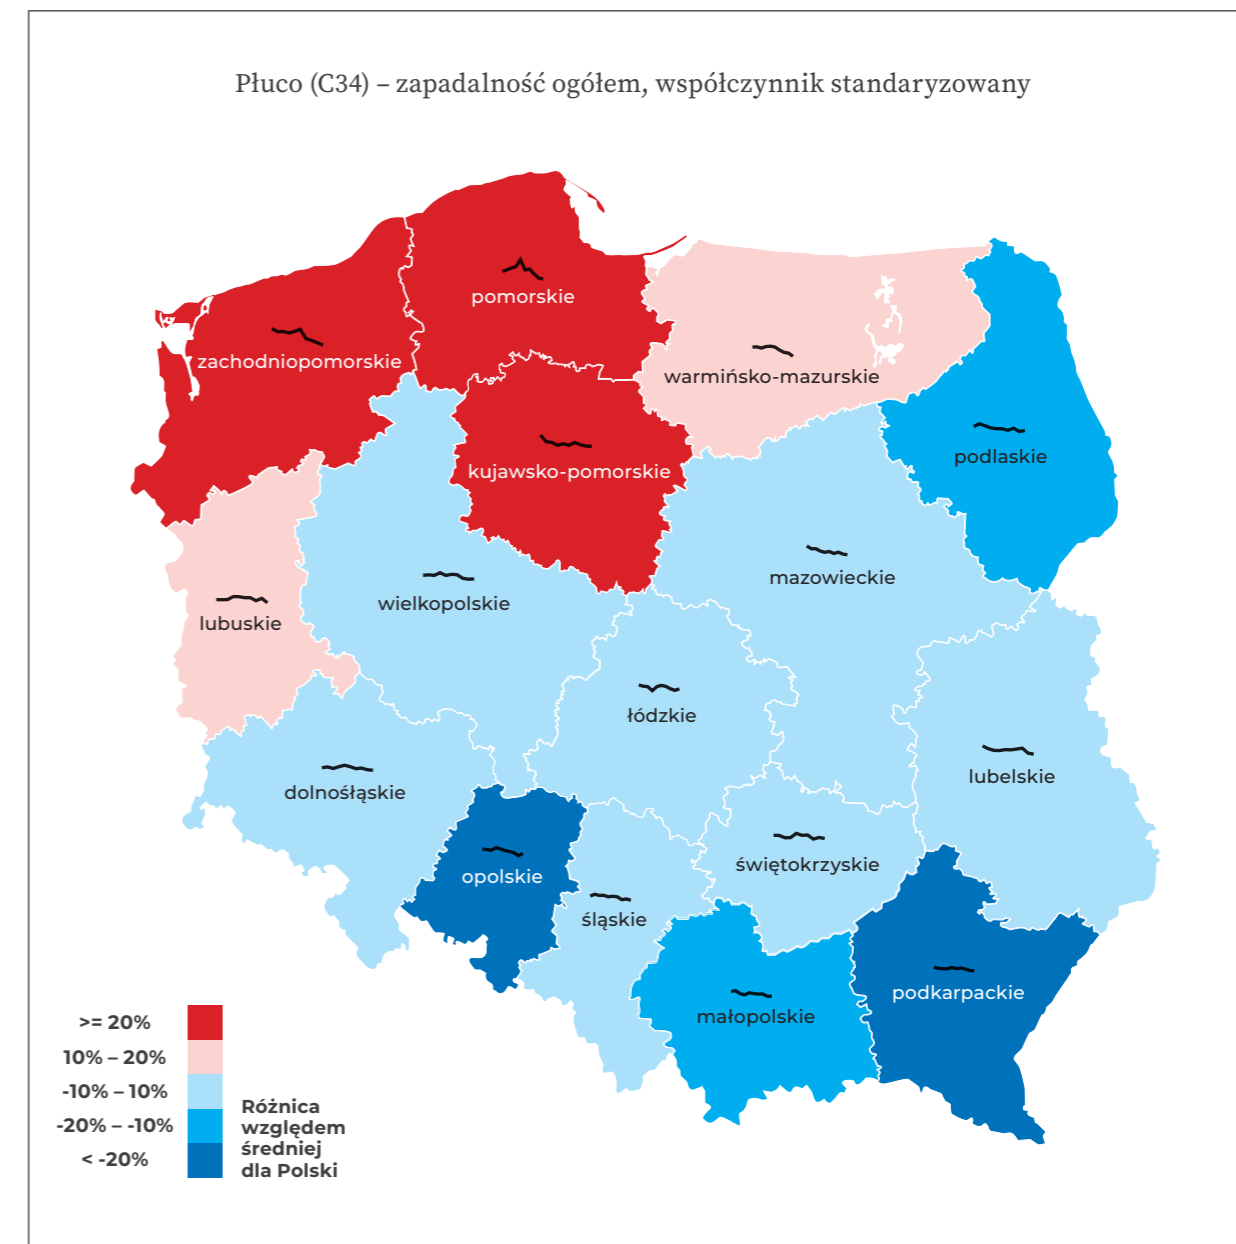 Płuco (C34) – zapadalność ogółem, współczynnik standaryzowany
pomorskie
zachodniopomorskie
warmińsko-mazurskie
kujawsko-pomorskie
podlaskie
mazowieckie
wielkopolskie
lubuskie
łódzkie
lubelskie
dolnośląskie
świętokrzyskie
opolskie
śląskie
podkarpackie
małopolskie
>= 20%
10% – 20%
-10% – 10%
-20% – -10%
< -20%
Różnica
względem
średniej
dla Polski